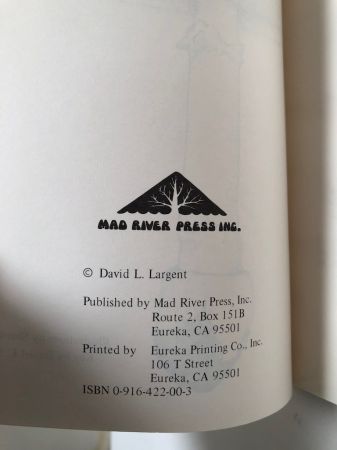 MAD RIVER PRESS INC.
© David L. Largent
Published by Mad River Press, Inc.
Route 2, Box 151B
Eureka, CA 95501
Printed by Eureka Printing Co., Inc.
106 T Street
Eureka, CA 95501
ISBN 0-916-422-00-3